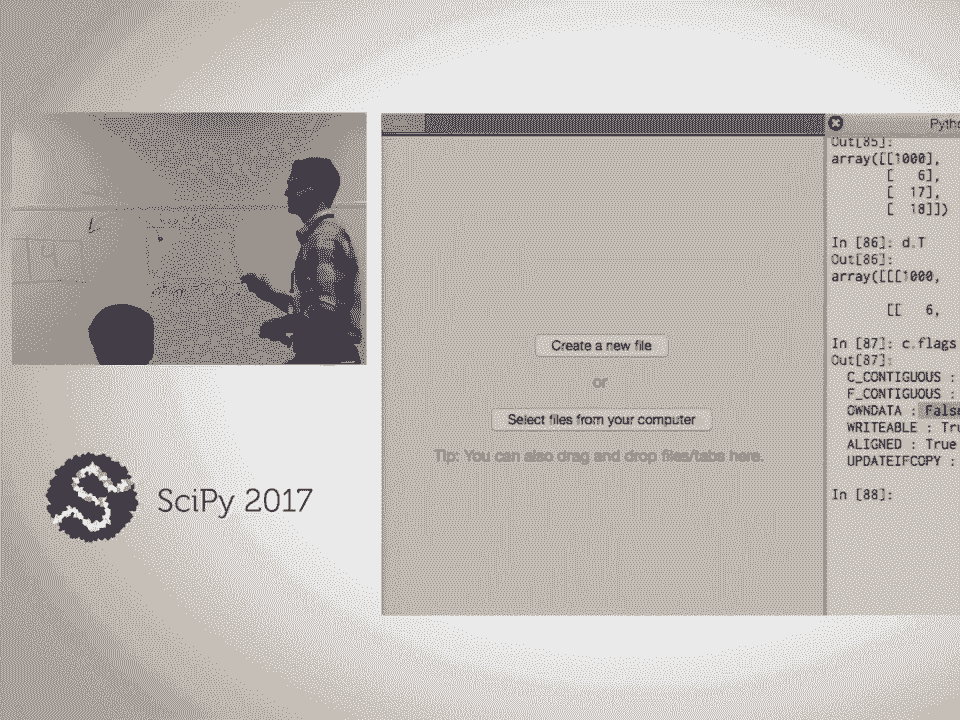 SciPy 2017
Create a new file
or
Select files from your computer
Tip: You can also drag and drop files/tabs here.
Out[85]:
array([[1000],
[ 6],
[ 17],
[ 18]])
In [86]: d.T
Out[86]:
array([[[1000,
[[ 6,
In [87]: c.flags
Out[87]:
C_CONTIGUOUS :
F_CONTIGUOUS :
OWNDATA : False
WRITEABLE : Tru
ALIGNED : True
UPDATEIFCOPY :
In [88]: